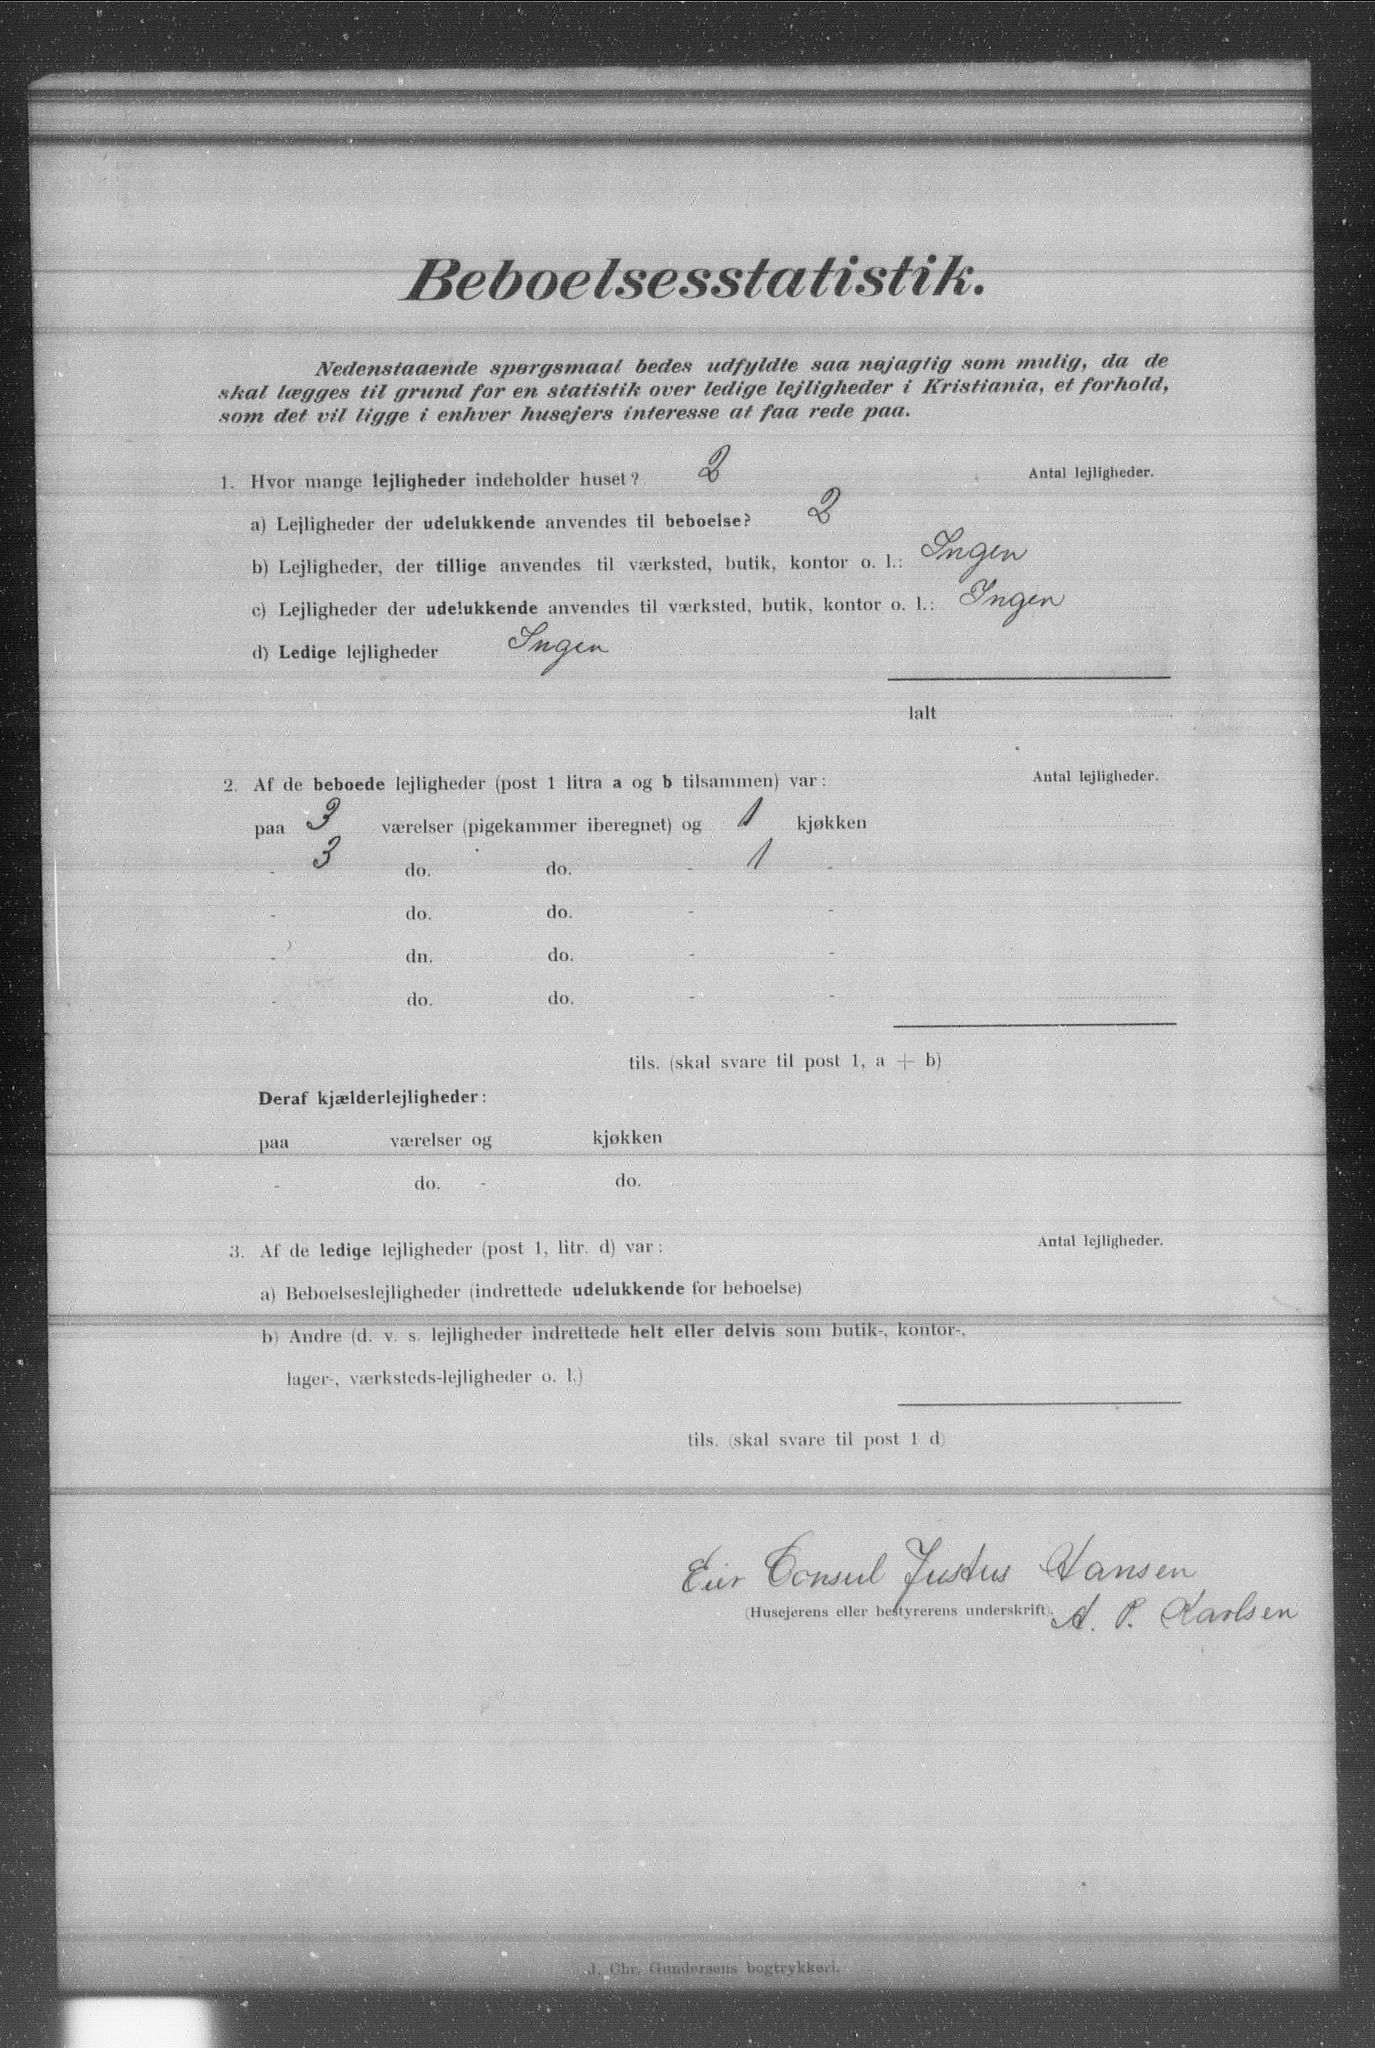 Beboelsesstatistik.
Nedenstaaende spørgsmaal bedes udfyldte saa nøjagtig som mulig, da de
skal lægges til grund for en statistik over ledige lejligheder i Kristiania, et forhold,
som det vil ligge i enhver husejers interesse at faa rede paa.
1. Hvor mange lejligheder indeholder huset? 2 Antal lejligheder.
a) Lejligheder der udelukkende anvendes til beboelse? 2
b) Lejligheder, der tillige anvendes til værksted, butik, kontor o. l.: Ingen
c) Lejligheder der udelukkende anvendes til værksted, butik, kontor o. l.: Ingen
d) Ledige lejligheder Ingen
Ialt
2. Af de beboede lejligheder (post 1 litra a og b tilsammen) var: Antal lejligheder.
paa 3 værelser (pigekammer iberegnet) og 1 kjøkken
- 3 do. do. - 1 -
- do. do. - -
- dn. do. - -
- do. do. - -
tils. (skal svare til post 1, a + b)
Deraf kjælderlejligheder:
paa værelser og kjøkken
- do. - do.
3. Af de ledige lejligheder (post 1, litr. d) var: Antal lejligheder.
a) Beboelseslejligheder (indrettede udelukkende for beboelse)
b) Andre (d. v. s. lejligheder indrettede helt eller delvis som butik-, kontor-,
lager-, værksteds-lejligheder o. l.)
tils. (skal svare til post 1 d)
Eier Consul Justus Hansen
(Husejerens eller bestyrerens underskrift). A. P. Karlsen
J. Chr. Gundersens bogtrykkeri.